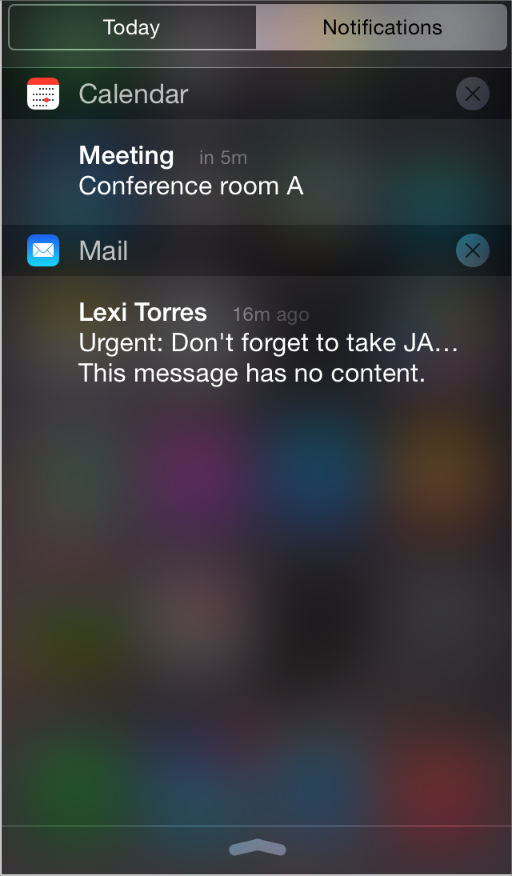 Today
Notifications
Calendar
Meeting in 5m
Conference room A
Mail
Lexi Torres 16m ago
Urgent: Don't forget to take JA…
This message has no content.